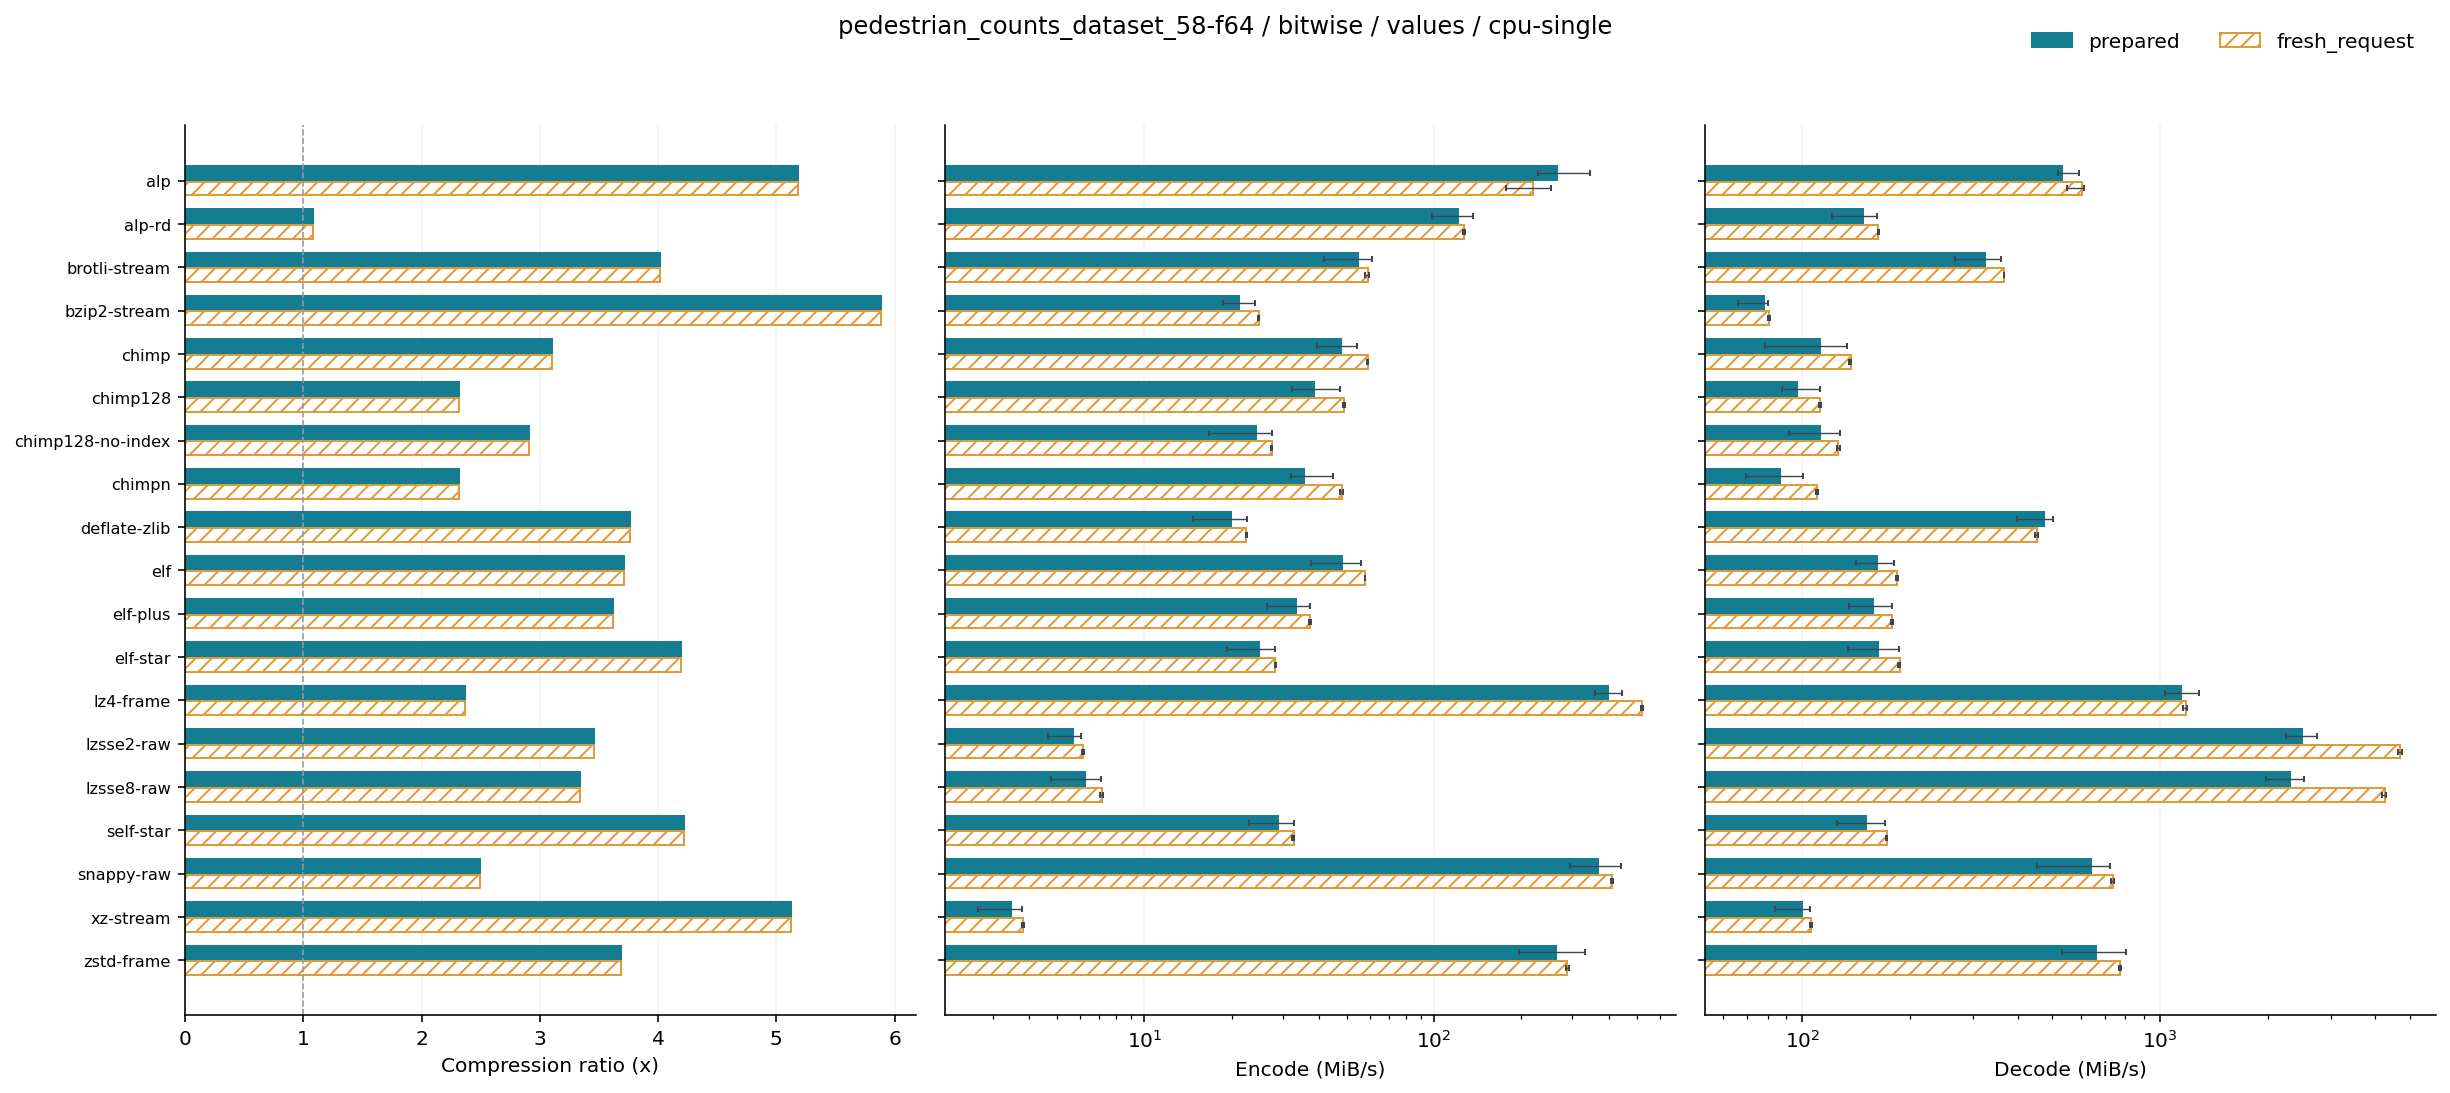 pedestrian_counts_dataset_58-f64 / bitwise / values / cpu-single
prepared
fresh_request
alp
alp-rd
brotli-stream
bzip2-stream
chimp
chimp128
chimp128-no-index
chimpn
deflate-zlib
elf
elf-plus
elf-star
lz4-frame
lzsse2-raw
lzsse8-raw
self-star
snappy-raw
xz-stream
zstd-frame
0 1 2 3 4 5 6
Compression ratio (x)
10¹ 10²
Encode (MiB/s)
10² 10³
Decode (MiB/s)